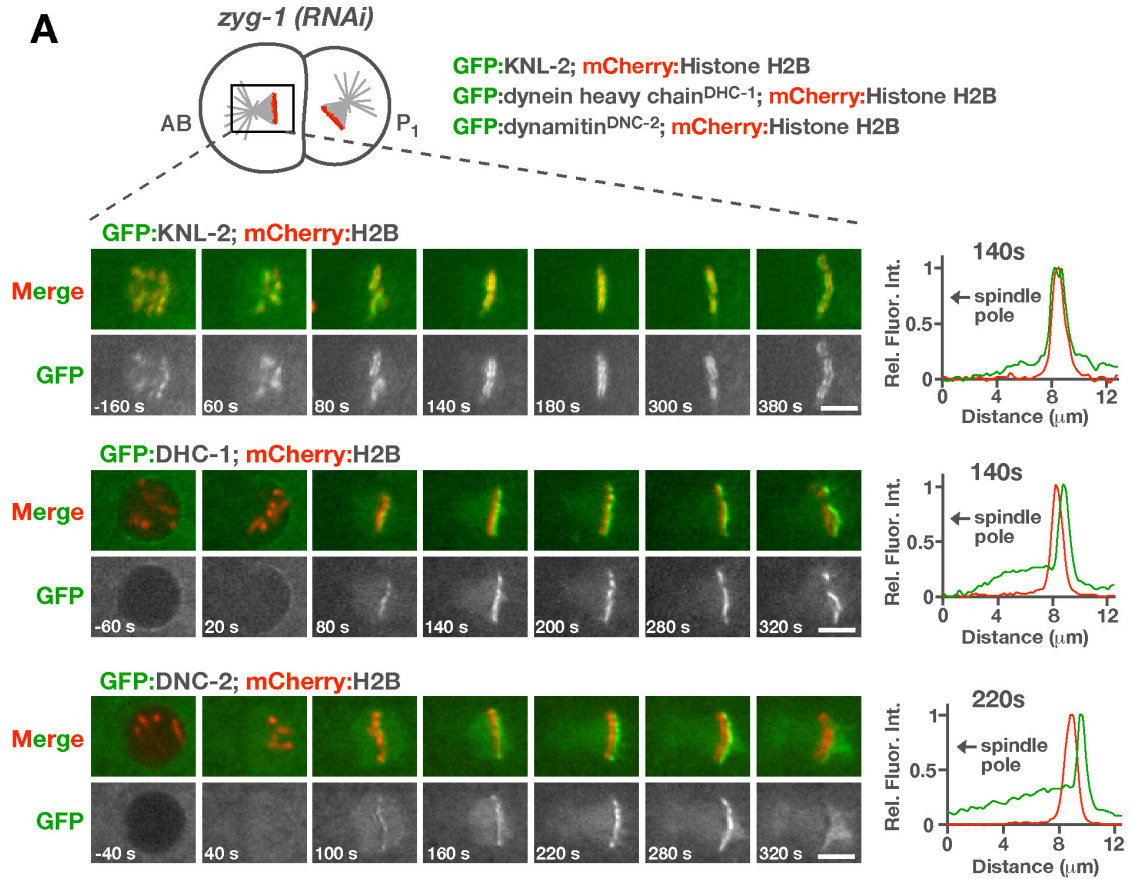 A
zyg-1 (RNAi)
AB
P1
GFP:KNL-2; mCherry:Histone H2B
GFP:dynein heavy chainDHC-1; mCherry:Histone H2B
GFP:dynamitinDNC-2; mCherry:Histone H2B
GFP:KNL-2; mCherry:H2B
Merge
GFP
-160 s 60 s 80 s 140 s 180 s 300 s 380 s
140s
Rel. Fluor. Int.
1
0.5
0
spindle
pole
0 4 8 12
Distance (μm)
GFP:DHC-1; mCherry:H2B
Merge
GFP
-60 s 20 s 80 s 140 s 200 s 280 s 320 s
140s
Rel. Fluor. Int.
1
0.5
0
spindle
pole
0 4 8 12
Distance (μm)
GFP:DNC-2; mCherry:H2B
Merge
GFP
-40 s 40 s 100 s 160 s 220 s 280 s 320 s
220s
Rel. Fluor. Int.
1
0.5
0
spindle
pole
0 4 8 12
Distance (μm)